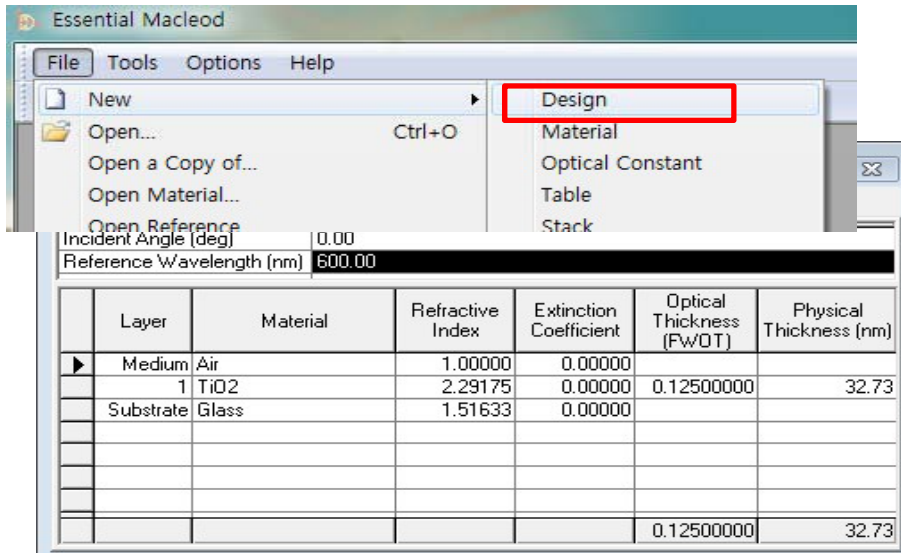 Essential Macleod
File Tools Options Help
New
Open... Ctrl+O
Open a Copy of...
Open Material...
Open Reference
Design
Material
Optical Constant
Table
Stack
Incident Angle (deg) 0.00
Reference Wavelength (nm) 600.00
Layer Material Refractive Index Extinction Coefficient Optical Thickness (FWOT) Physical Thickness (nm)
Medium Air 1.00000 0.00000
1 TiO2 2.29175 0.00000 0.12500000 32.73
Substrate Glass 1.51633 0.00000
0.12500000 32.73